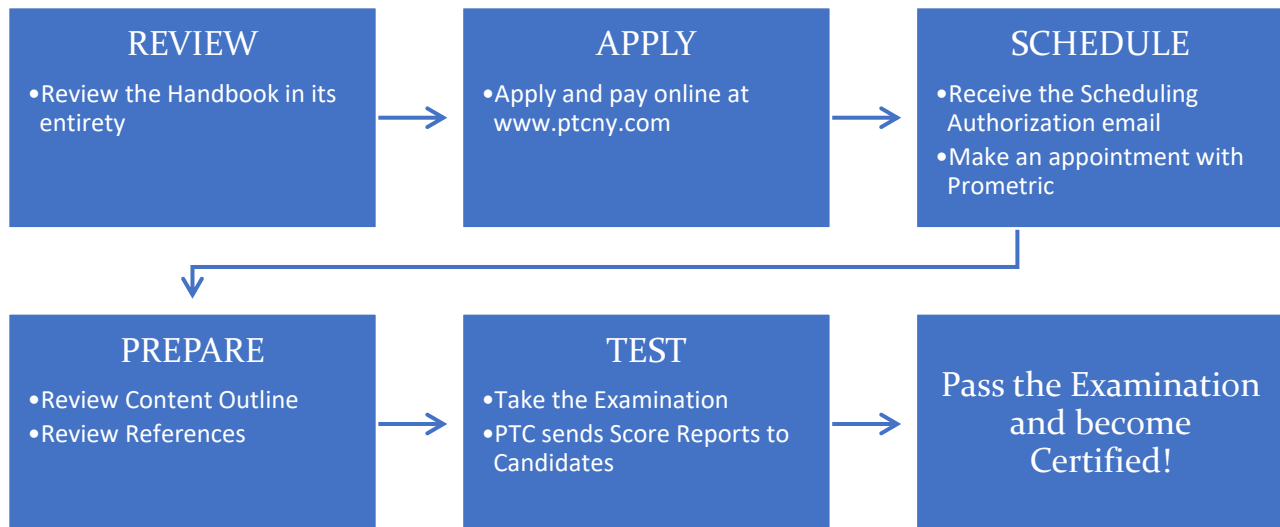 REVIEW
•Review the Handbook in its
entirety
APPLY
•Apply and pay online at
www.ptcny.com
SCHEDULE
•Receive the Scheduling
Authorization email
•Make an appointment with
Prometric
PREPARE
•Review Content Outline
•Review References
TEST
•Take the Examination
•PTC sends Score Reports to
Candidates
Pass the Examination
and become
Certified!